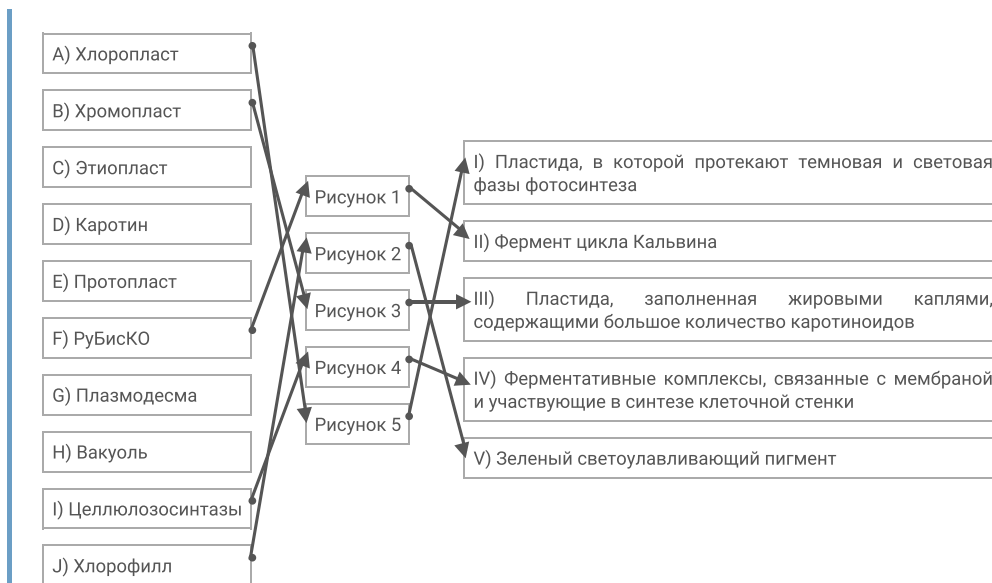 A) Хлоропласт
B) Хромопласт
C) Этиопласт
D) Каротин
E) Протопласт
F) РуБисКО
G) Плазмодесма
H) Вакуоль
I) Целлюлозосинтазы
J) Хлорофилл
Рисунок 1
Рисунок 2
Рисунок 3
Рисунок 4
Рисунок 5
I) Пластида, в которой протекают темновая и световая
фазы фотосинтеза
II) Фермент цикла Кальвина
III) Пластида, заполненная жировыми каплями,
содержащими большое количество каротиноидов
IV) Ферментативные комплексы, связанные с мембраной
и участвующие в синтезе клеточной стенки
V) Зеленый светоулавливающий пигмент